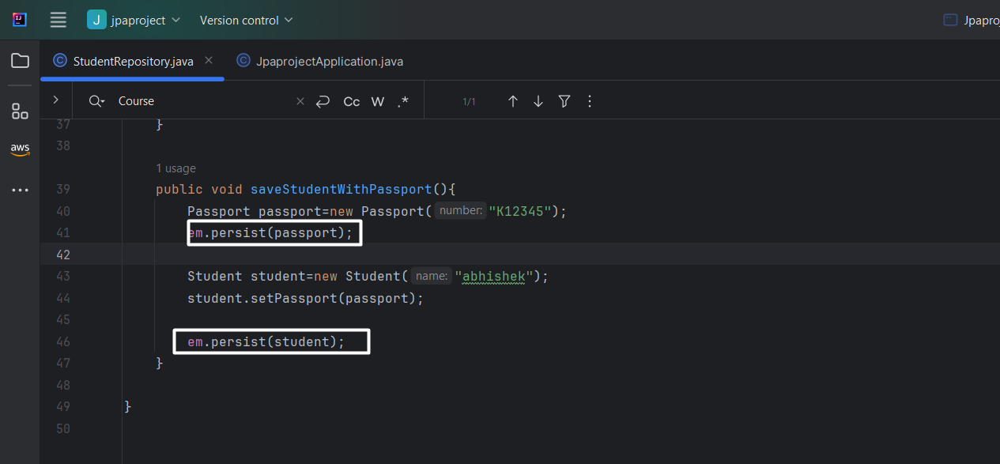 J jpaproject Version control Jpaproj
StudentRepository.java JpaprojectApplication.java
Course Cc W .* 1/1
37 }
38
1 usage
39 public void saveStudentWithPassport(){
40 Passport passport=new Passport( number: "K12345");
41 em.persist(passport);
42
43 Student student=new Student( name: "abhishek");
44 student.setPassport(passport);
45
46 em.persist(student);
47 }
48
49 }
50
aws